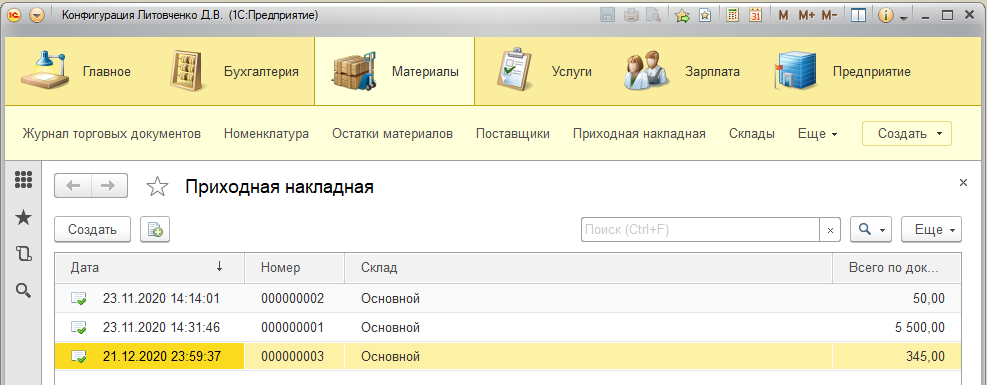 Конфигурация Литовченко Д.В. (1С:Предприятие)
31 M M+ M- i
Главное Бухгалтерия Материалы Услуги Зарплата Предприятие
Журнал торговых документов Номенклатура Остатки материалов Поставщики Приходная накладная Склады Еще Создать
Приходная накладная
Создать Поиск (Ctrl+F) Еще
Дата Номер Склад Всего по док...
23.11.2020 14:14:01 000000002 Основной 50,00
23.11.2020 14:31:46 000000001 Основной 5 500,00
21.12.2020 23:59:37 000000003 Основной 345,00